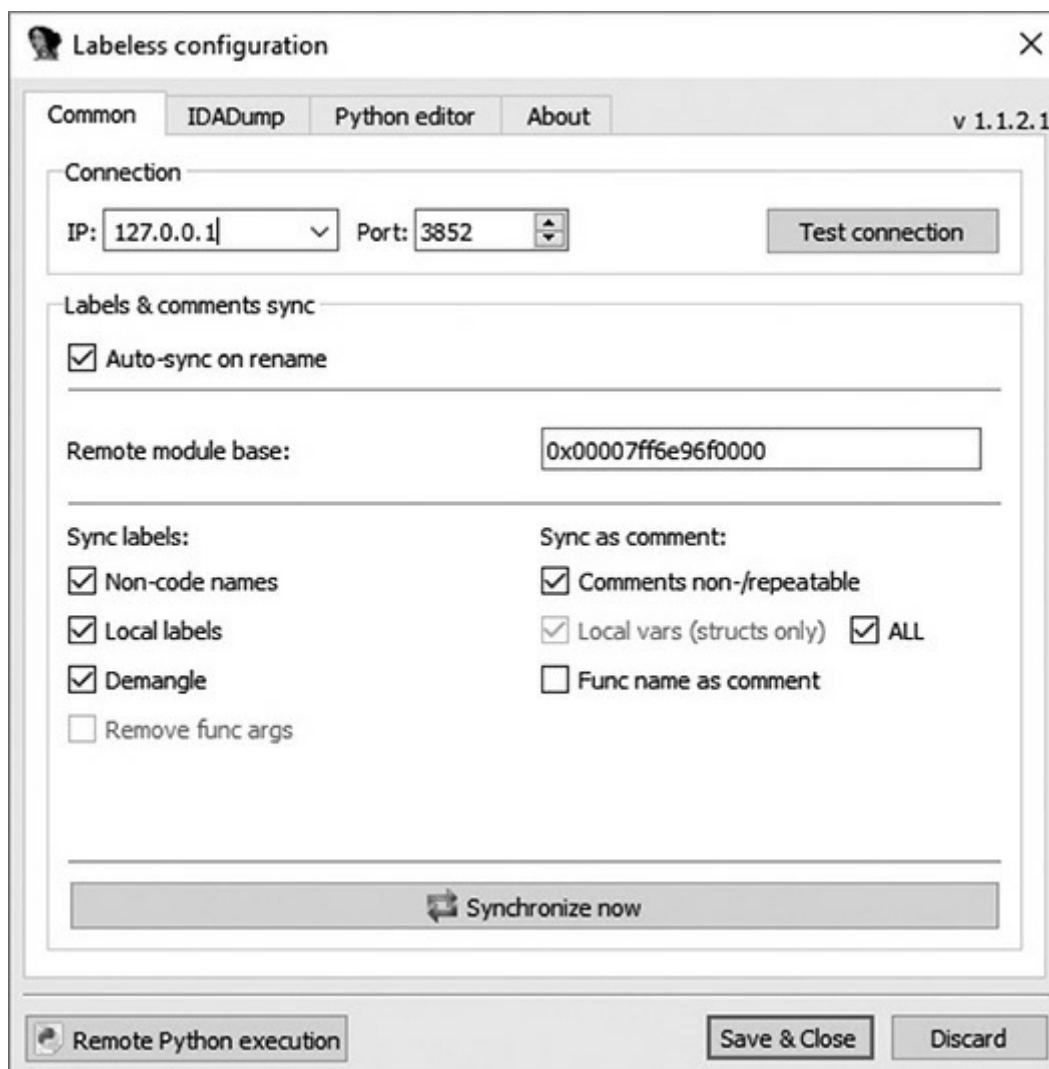 Labeless configuration
Common IDADump Python editor About v 1.1.2.1
Connection
IP: 127.0.0.1 Port: 3852 Test connection
Labels & comments sync
Auto-sync on rename
Remote module base: 0x00007ff6e96f0000
Sync labels: Sync as comment:
Non-code names Comments non-/repeatable
Local labels Local vars (structs only) ALL
Demangle Func name as comment
Remove func args
Synchronize now
Remote Python execution Save & Close Discard